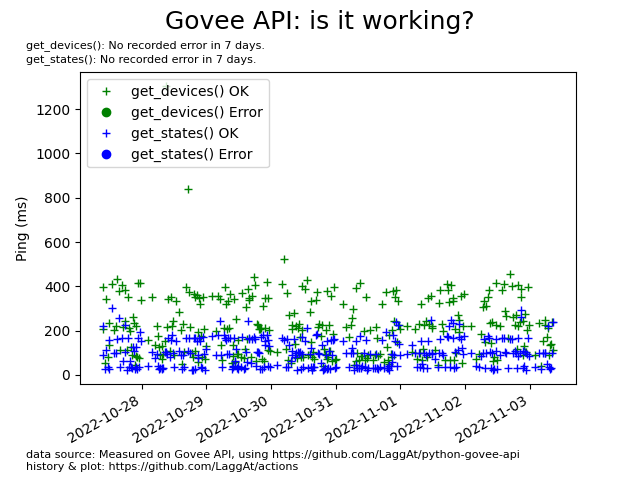 Govee API: is it working?
get_devices(): No recorded error in 7 days.
get_states(): No recorded error in 7 days.
get_devices() OK
get_devices() Error
get_states() OK
get_states() Error
Ping (ms)
1200
1000
800
600
400
200
0
2022-10-28
2022-10-29
2022-10-30
2022-10-31
2022-11-01
2022-11-02
2022-11-03
data source: Measured on Govee API, using https://github.com/LaggAt/python-govee-api
history & plot: https://github.com/LaggAt/actions